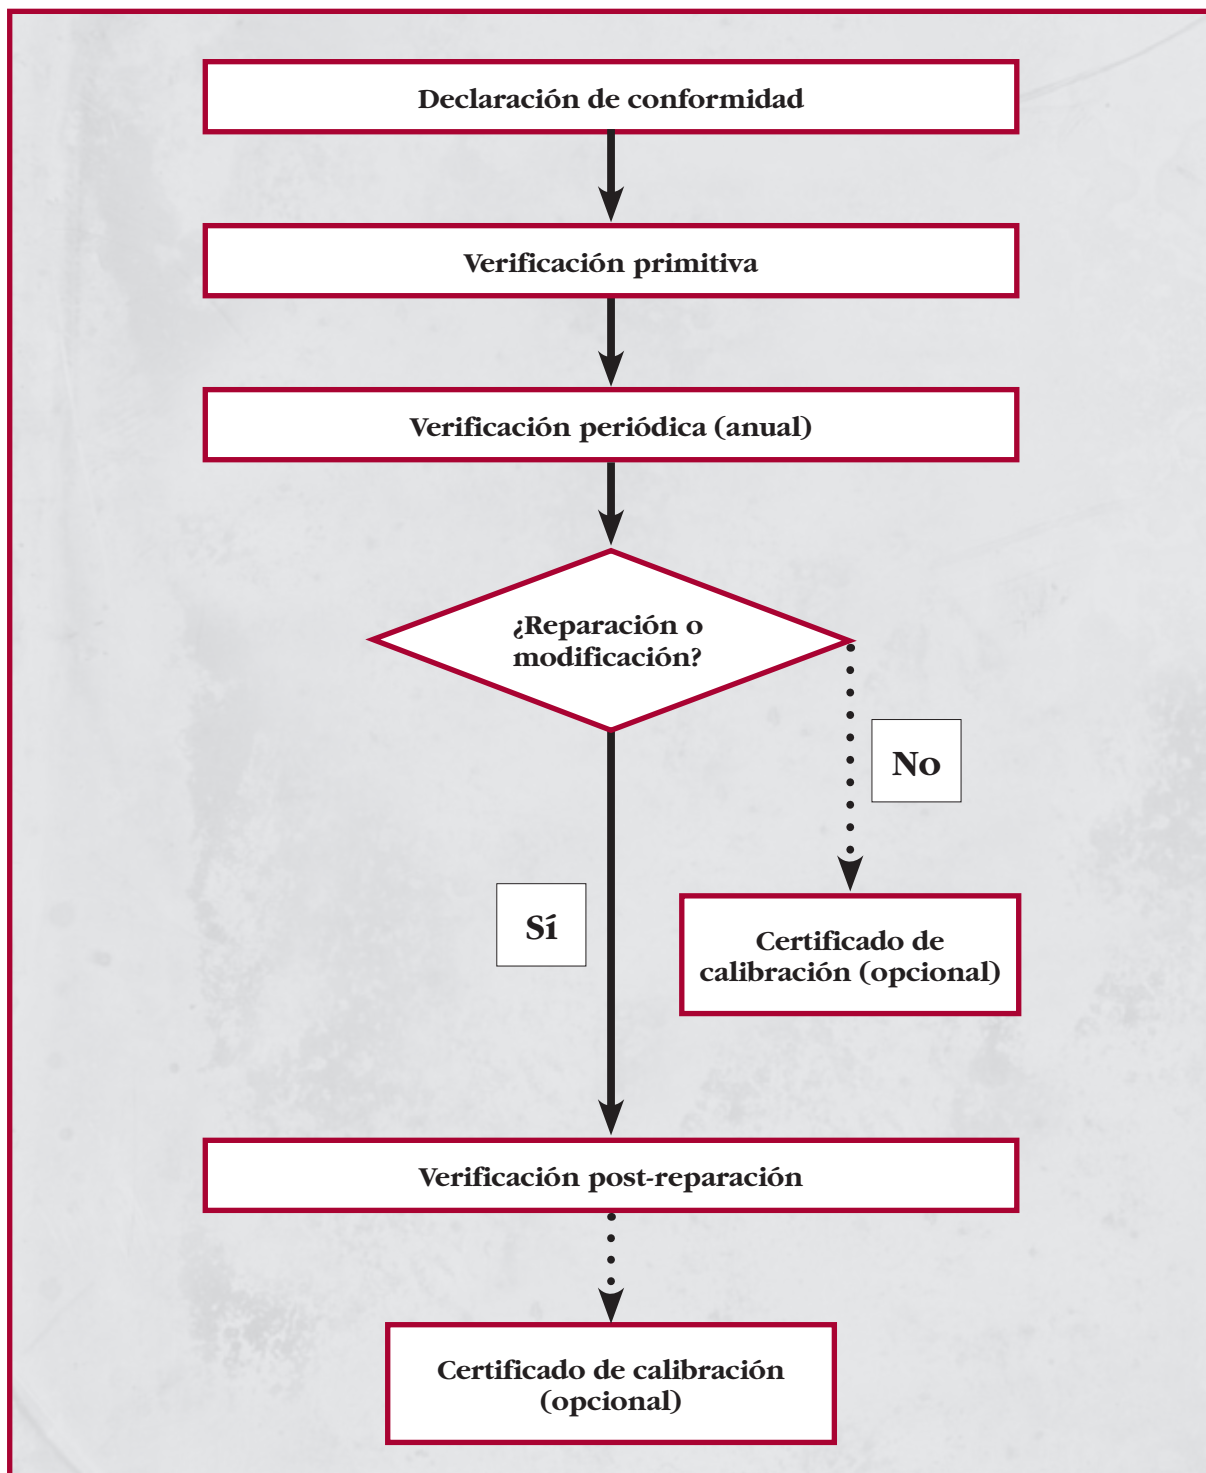 Declaración de conformidad
Verificación primitiva
Verificación periódica (anual)
¿Reparación o
modificación?
No
Sí
Certificado de
calibración (opcional)
Verificación post-reparación
Certificado de calibración
(opcional)